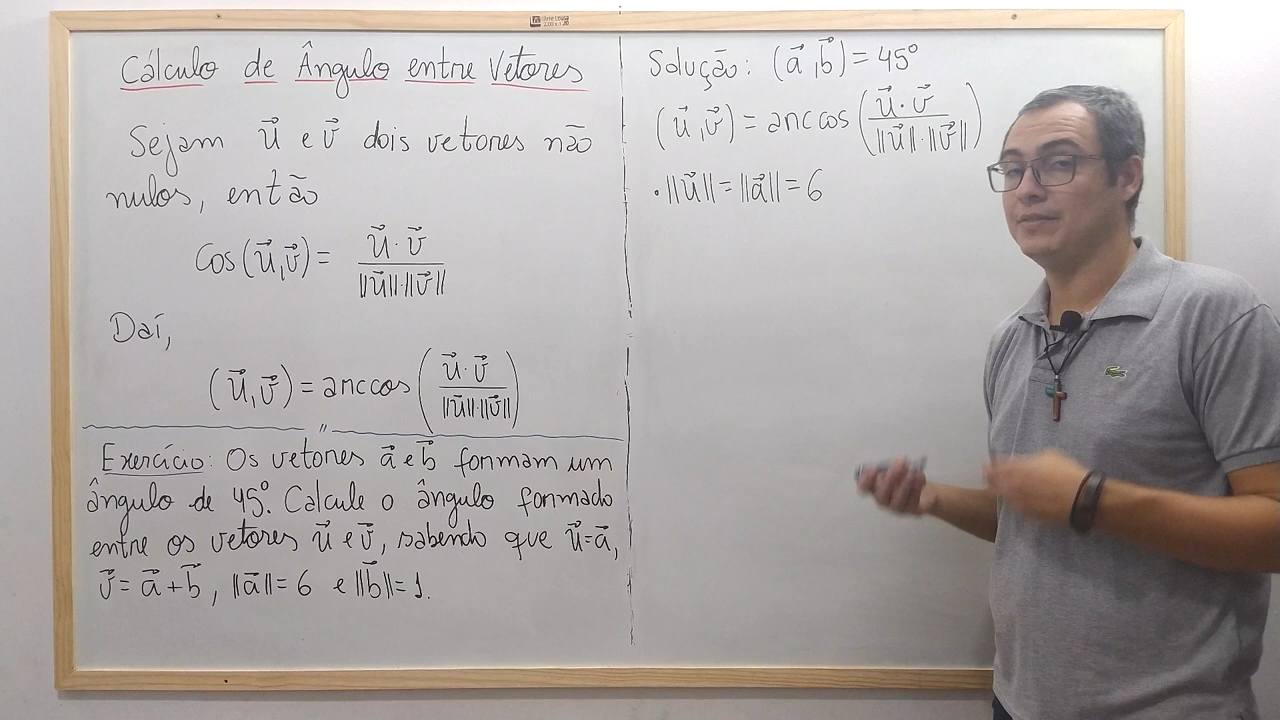 Cálculo de Ângulo entre Vetores
Sejam u⃗ e v⃗ dois vetores não
nulos, então
cos(u⃗,v⃗) = u⃗·v⃗ / ||u⃗||·||v⃗||
Daí,
(u⃗,v⃗) = arccos(u⃗·v⃗ / ||u⃗||·||v⃗||)
Exercício: Os vetores a⃗ e b⃗ formam um
ângulo de 45°. Calcule o ângulo formado
entre os vetores u⃗ e v⃗, sabendo que u⃗=a⃗,
v⃗=a⃗+b⃗, ||a⃗||=6 e ||b⃗||=1.
Solução: (a⃗,b⃗)=45°
(u⃗,v⃗) = arccos(u⃗·v⃗ / ||u⃗||·||v⃗||)
·||u⃗||=||a⃗||=6